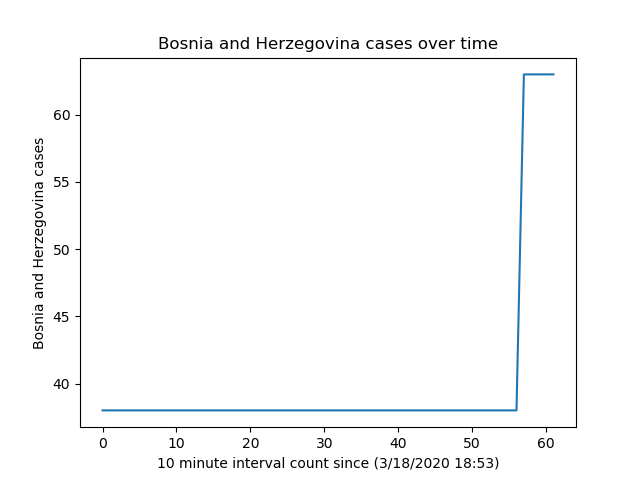 Bosnia and Herzegovina cases over time
Bosnia and Herzegovina cases
60
55
50
45
40
0 10 20 30 40 50 60
10 minute interval count since (3/18/2020 18:53)